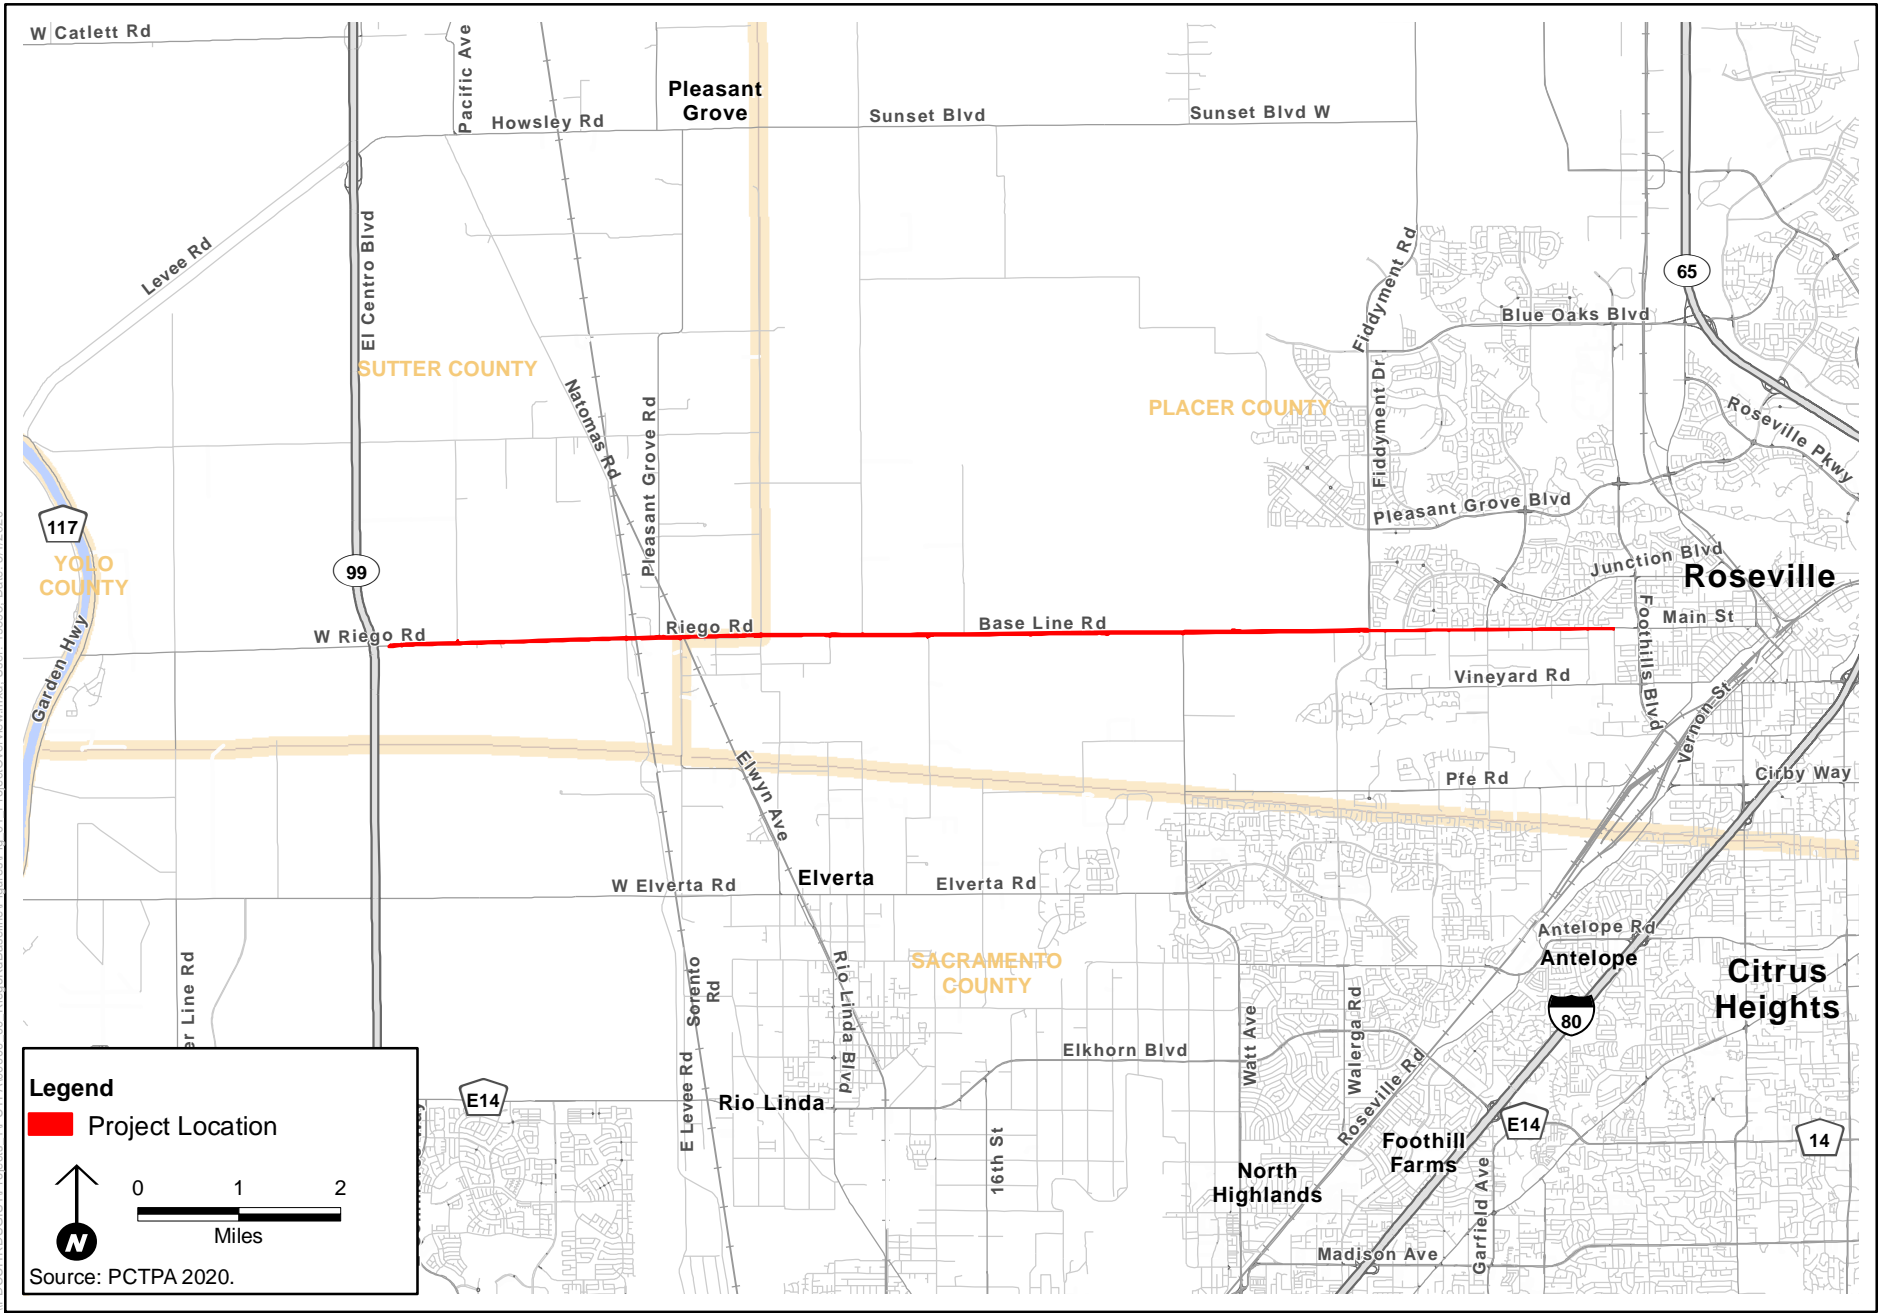 W Catlett Rd
Pacific Ave
Pleasant
Grove
Howsley Rd
Sunset Blvd
Sunset Blvd W
Levee Rd
El Centro Blvd
Fiddyment Rd
65
Blue Oaks Blvd
SUTTER COUNTY
Natomas Rd
Pleasant Grove Rd
PLACER COUNTY
Fiddyment Dr
Roseville Pkwy
Pleasant Grove Blvd
117
YOLO
COUNTY
99
Junction Blvd
Roseville
Garden Hwy
W Riego Rd
Riego Rd
Base Line Rd
Foothills Blvd
Main St
Vineyard Rd
Vernon St
Elwyn Ave
Pfe Rd
Cirby Way
W Elverta Rd
Elverta
Elverta Rd
Antelope Rd
Antelope
Citrus
Heights
er Line Rd
Sorento
Rd
Rio Linda Blvd
SACRAMENTO
COUNTY
Watt Ave
Walerga Rd
80
Elkhorn Blvd
Roseville Rd
E Levee Rd
Rio Linda
E14
16th St
E14
14
Foothill
Farms
North
Highlands
Garfield Ave
Madison Ave
Legend
Project Location
0 1 2
Miles
N
Source: PCTPA 2020.